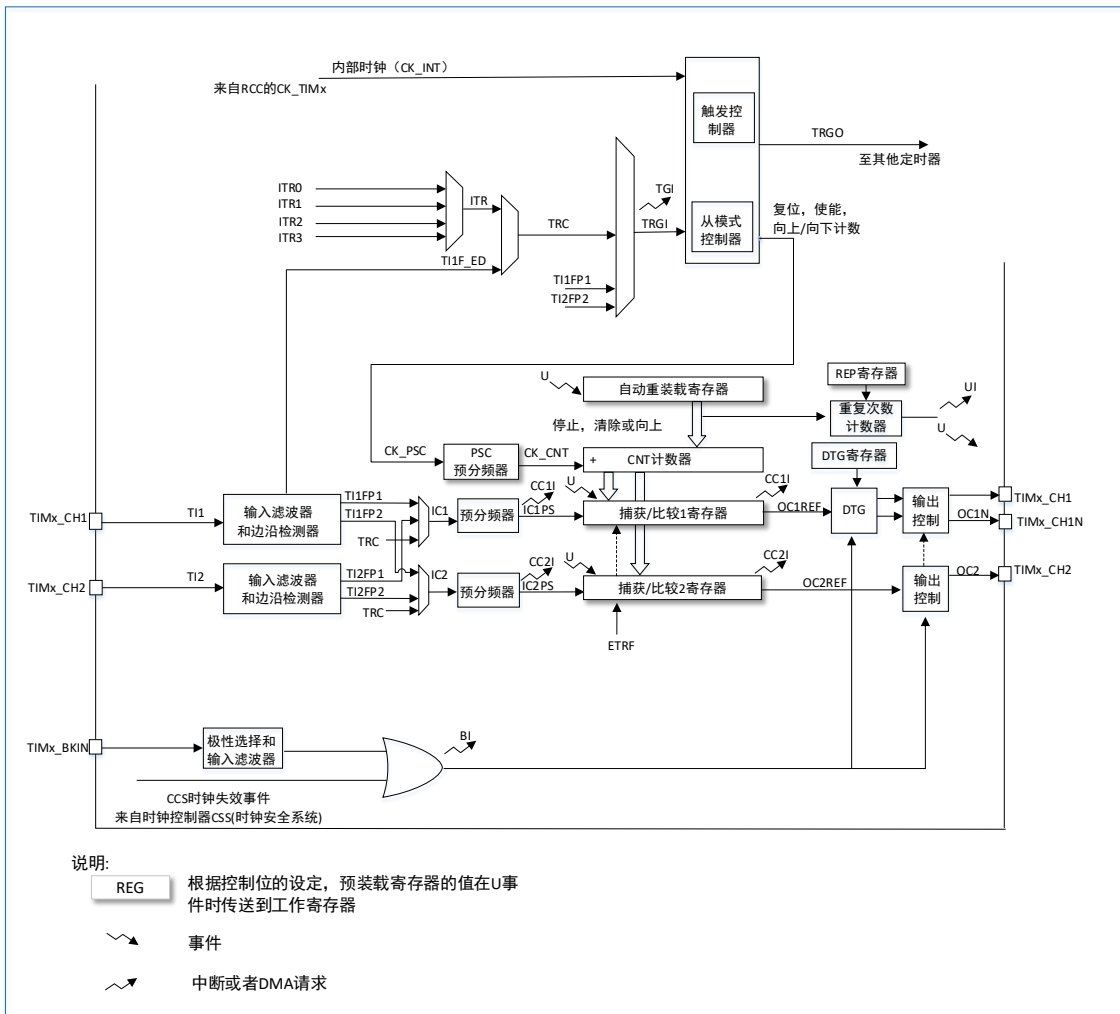 内部时钟（CK_INT）
来自RCC的CK_TIMx
触发控
制器
TRGO
至其他定时器
ITR0
ITR1
ITR2
ITR3
ITR
TI1F_ED
TRC
TI1FP1
TI2FP2
TGI
TRGI
从模式
控制器
复位，使能，
向上/向下计数
U
自动重装载寄存器
REP寄存器
重复次数
计数器
UI
U
停止，清除或向上
CK_PSC
PSC
预分频器
CK_CNT
+
CNT计数器
DTG寄存器
TIMx_CH1
TI1
输入滤波器
和边沿检测器
TI1FP1
TI1FP2
TRC
IC1
预分频器
CC1I
IC1PS
U
捕获/比较1寄存器
CC1I
OC1REF
DTG
输出
控制
OC1N
TIMx_CH1
TIMx_CH1N
TIMx_CH2
TI2
输入滤波器
和边沿检测器
TI2FP1
TI2FP2
TRC
IC2
预分频器
CC2I
IC2PS
U
捕获/比较2寄存器
CC2I
OC2REF
输出
控制
OC2
TIMx_CH2
ETRF
TIMx_BKIN
极性选择和
输入滤波器
BI
CCS时钟失效事件
来自时钟控制器CSS(时钟安全系统)
说明:
REG
根据控制位的设定，预装载寄存器的值在U事
件时传送到工作寄存器
事件
中断或者DMA请求